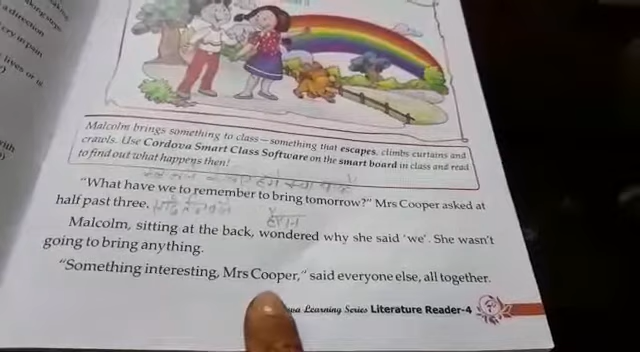 Malcolm brings something to class — something that escapes, climbs curtains and
crawls. Use Cordova Smart Class Software on the smart board in class and read
to find out what happens then!
"What have we to remember to bring tomorrow?" Mrs Cooper asked at
half past three.
हैरान
Malcolm, sitting at the back, wondered why she said 'we'. She wasn't
going to bring anything.
"Something interesting, Mrs Cooper," said everyone else, all together.
Learning Series Literature Reader-4